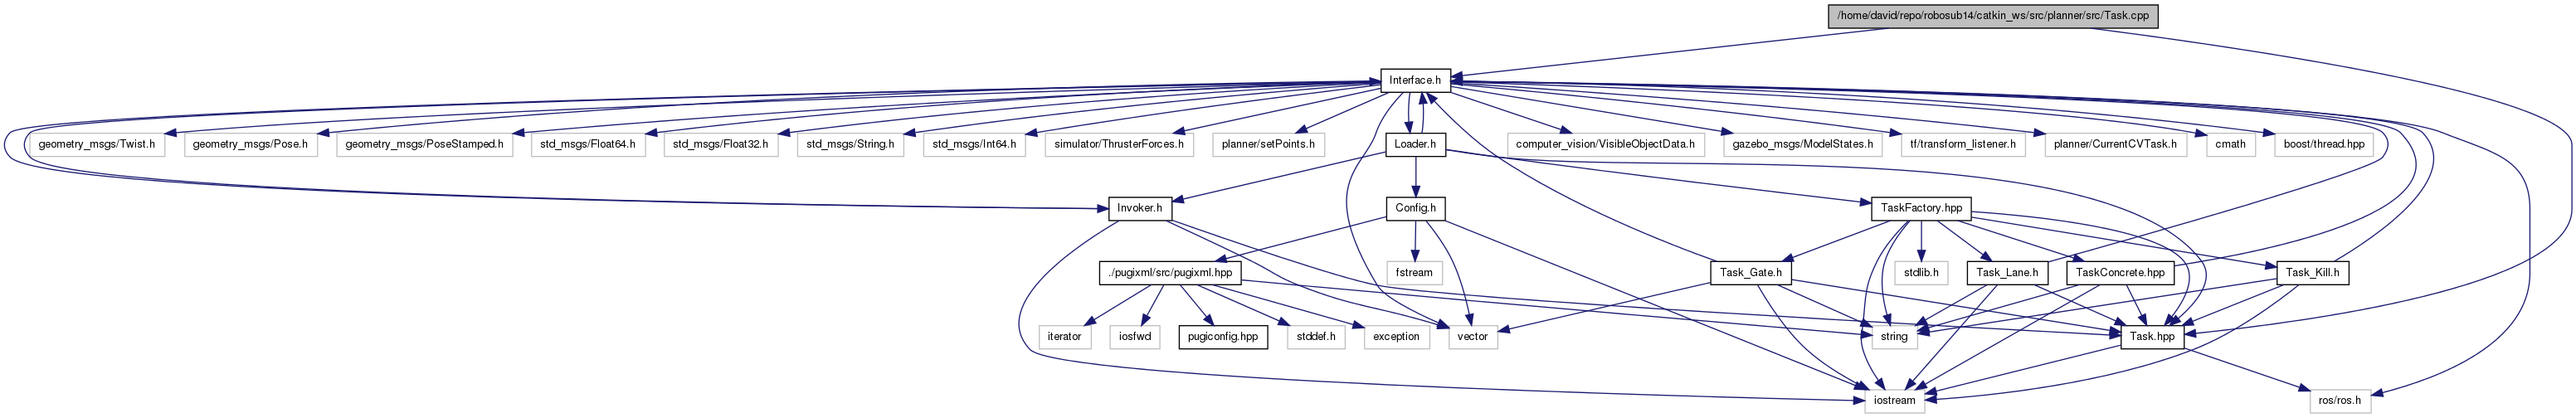 /home/david/repo/robosub14/catkin_ws/src/planner/src/Task.cpp
Interface.h
geometry_msgs/Twist.h
geometry_msgs/Pose.h
geometry_msgs/PoseStamped.h
std_msgs/Float64.h
std_msgs/Float32.h
std_msgs/String.h
std_msgs/Int64.h
simulator/ThrusterForces.h
planner/setPoints.h
Loader.h
computer_vision/VisibleObjectData.h
gazebo_msgs/ModelStates.h
tf/transform_listener.h
planner/CurrentCVTask.h
cmath
boost/thread.hpp
Invoker.h
Config.h
TaskFactory.hpp
./pugixml/src/pugixml.hpp
fstream
Task_Gate.h
stdlib.h
Task_Lane.h
TaskConcrete.hpp
Task_Kill.h
iterator
iosfwd
pugiconfig.hpp
stddef.h
exception
vector
string
Task.hpp
iostream
ros/ros.h